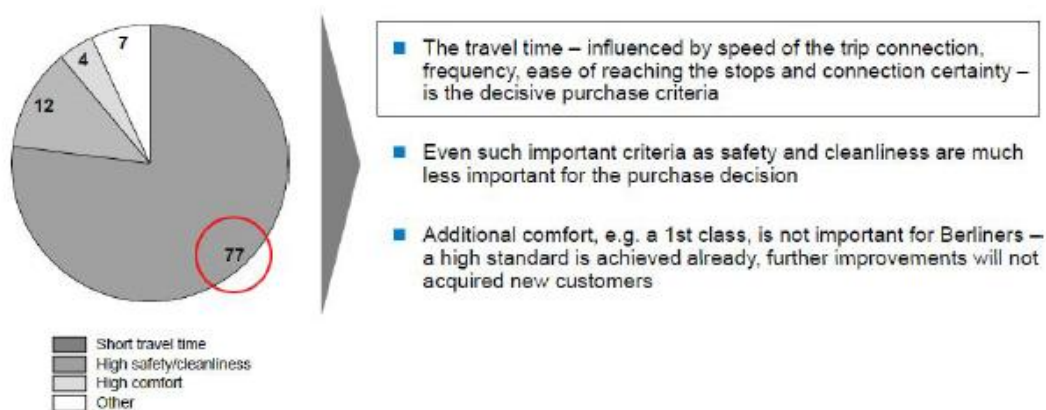 7
4
12
77
Short travel time
High safety/cleanliness
High comfort
Other
■ The travel time – influenced by speed of the trip connection,
frequency, ease of reaching the stops and connection certainty –
is the decisive purchase criteria
■ Even such important criteria as safety and cleanliness are much
less important for the purchase decision
■ Additional comfort, e.g. a 1st class, is not important for Berliners –
a high standard is achieved already, further improvements will not
acquired new customers